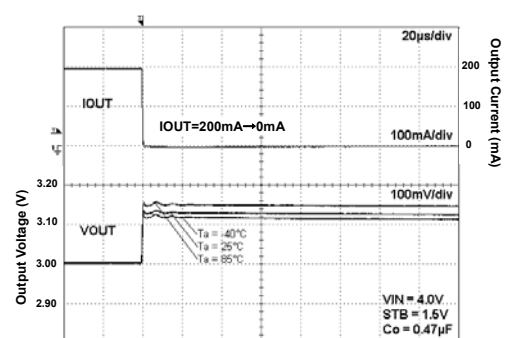 20µs/div
IOUT
IOUT=200mA→0mA
100mA/div
200
100
0
Output Current (mA)
3.20
3.10
3.00
2.90
Output Voltage (V)
100mV/div
VOUT
Ta = -40°C
Ta = 25°C
Ta = 85°C
VIN = 4.0V
STB = 1.5V
Co = 0.47µF